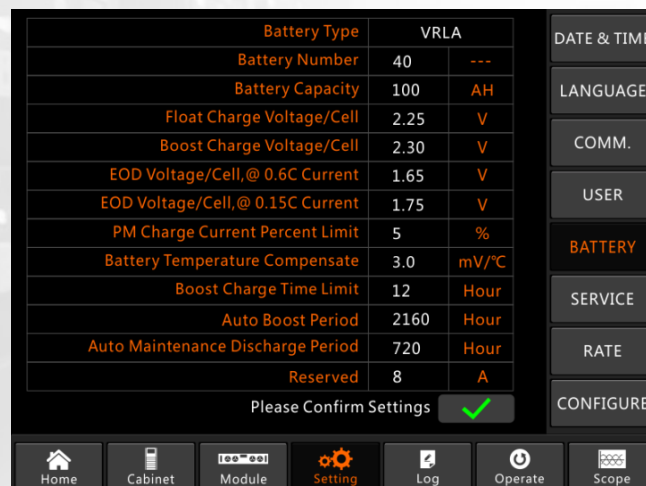 Battery Type VRLA
Battery Number 40 ---
Battery Capacity 100 AH
Float Charge Voltage/Cell 2.25 V
Boost Charge Voltage/Cell 2.30 V
EOD Voltage/Cell,@ 0.6C Current 1.65 V
EOD Voltage/Cell,@ 0.15C Current 1.75 V
PM Charge Current Percent Limit 5 %
Battery Temperature Compensate 3.0 mV/℃
Boost Charge Time Limit 12 Hour
Auto Boost Period 2160 Hour
Auto Maintenance Discharge Period 720 Hour
Reserved 8 A
Please Confirm Settings
DATE & TIME
LANGUAGE
COMM.
USER
BATTERY
SERVICE
RATE
CONFIGURE
Home Cabinet Module Setting Log Operate Scope